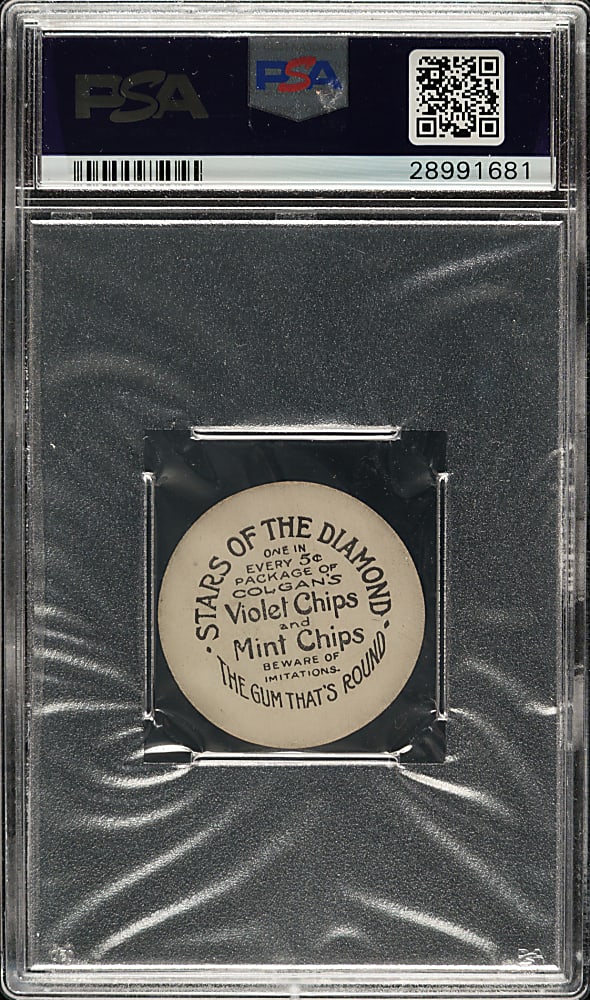 PSA
PSA
28991681
• STARS OF THE DIAMOND •
ONE IN
EVERY 5¢
PACKAGE OF
COLGAN'S
Violet Chips
and
Mint Chips
BEWARE OF
IMITATIONS-
THE GUM THAT'S ROUND
PSA